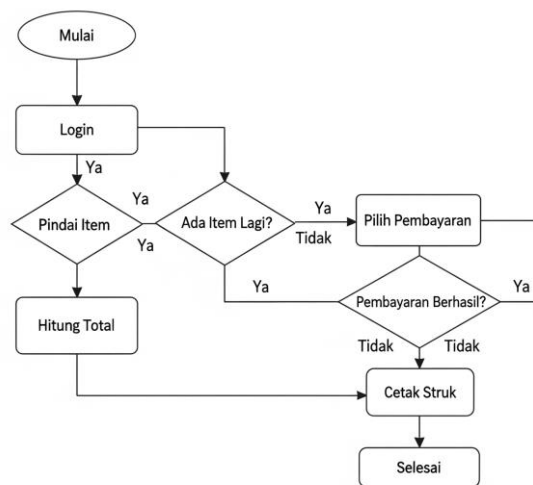 Mulai
Login
Ya
Pindai Item
Ya
Ya
Ada Item Lagi?
Ya
Tidak
Pilih Pembayaran
Ya
Pembayaran Berhasil?
Ya
Hitung Total
Tidak
Tidak
Cetak Struk
Selesai